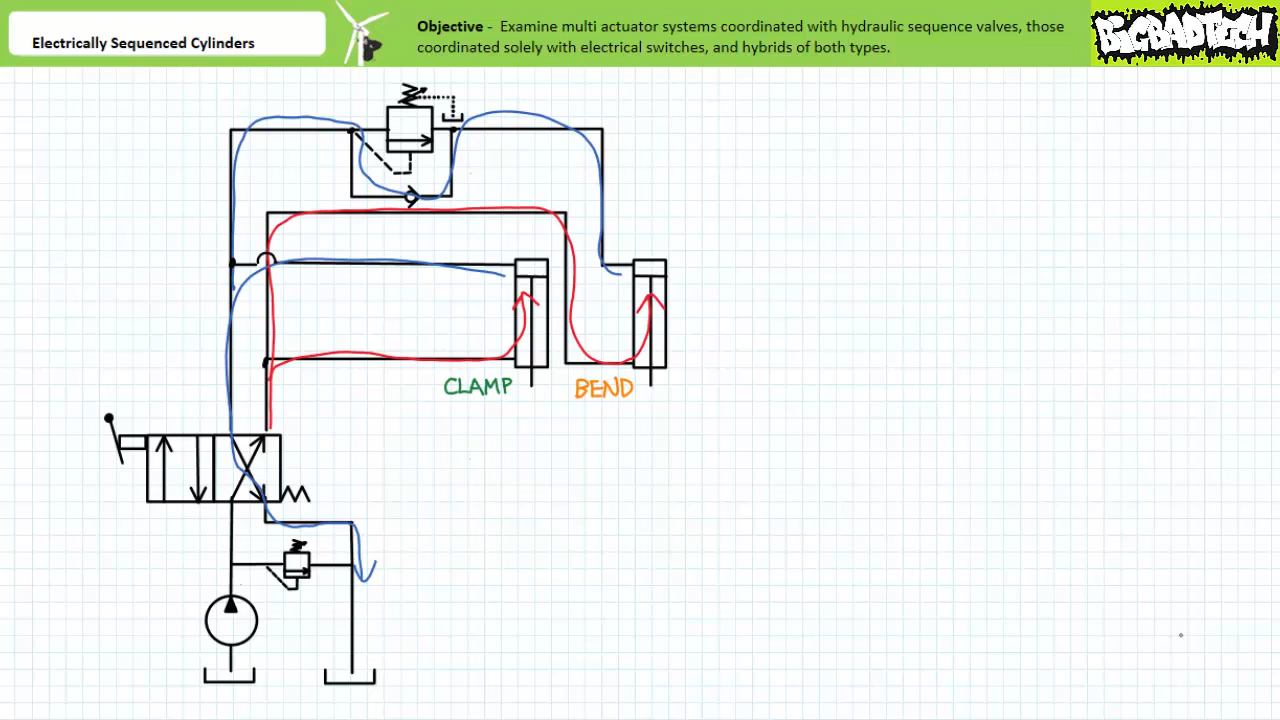 Electrically Sequenced Cylinders
Objective - Examine multi actuator systems coordinated with hydraulic sequence valves, those
coordinated solely with electrical switches, and hybrids of both types.
BIGBADTECH
CLAMP
BEND